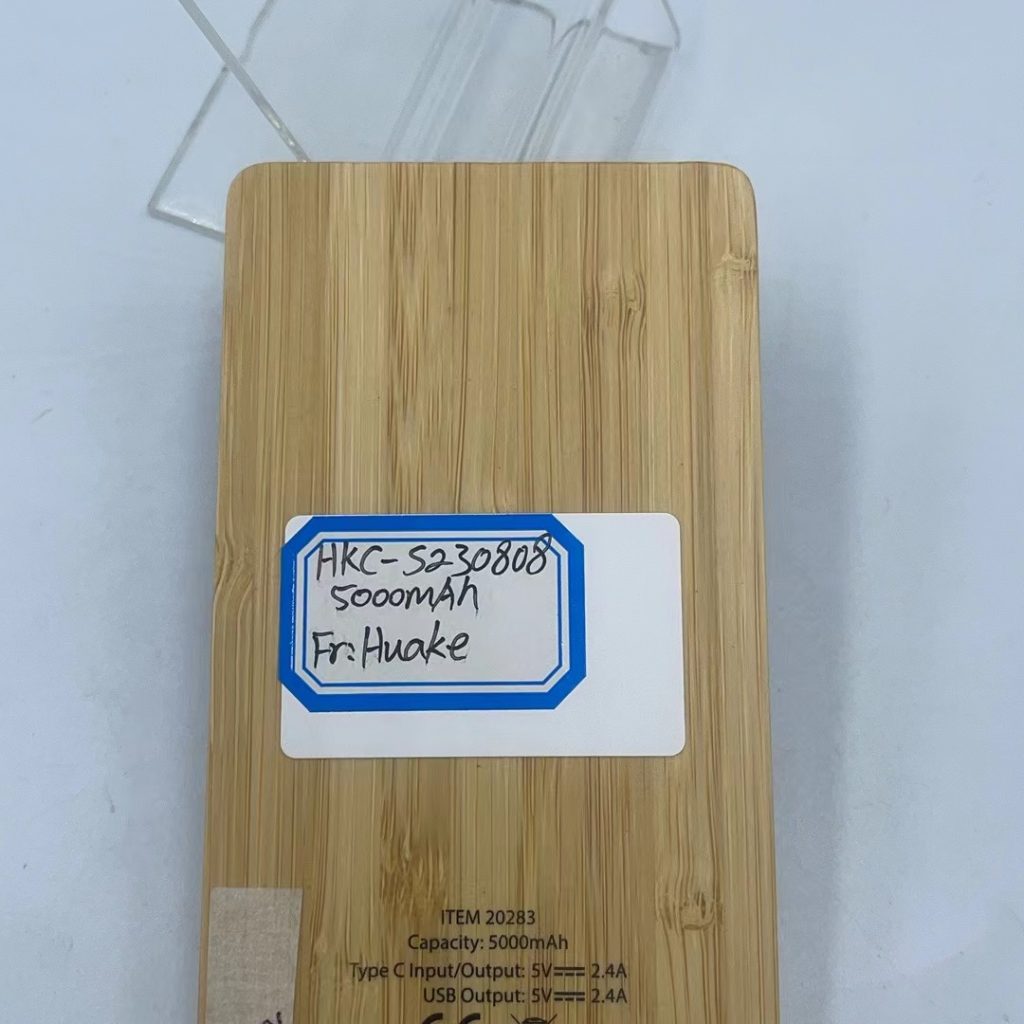 HKC-S230808
5000mAh
Fr: Huake
ITEM 20283
Capacity: 5000mAh
Type C Input/Output: 5V⎓ 2.4A
USB Output: 5V⎓ 2.4A